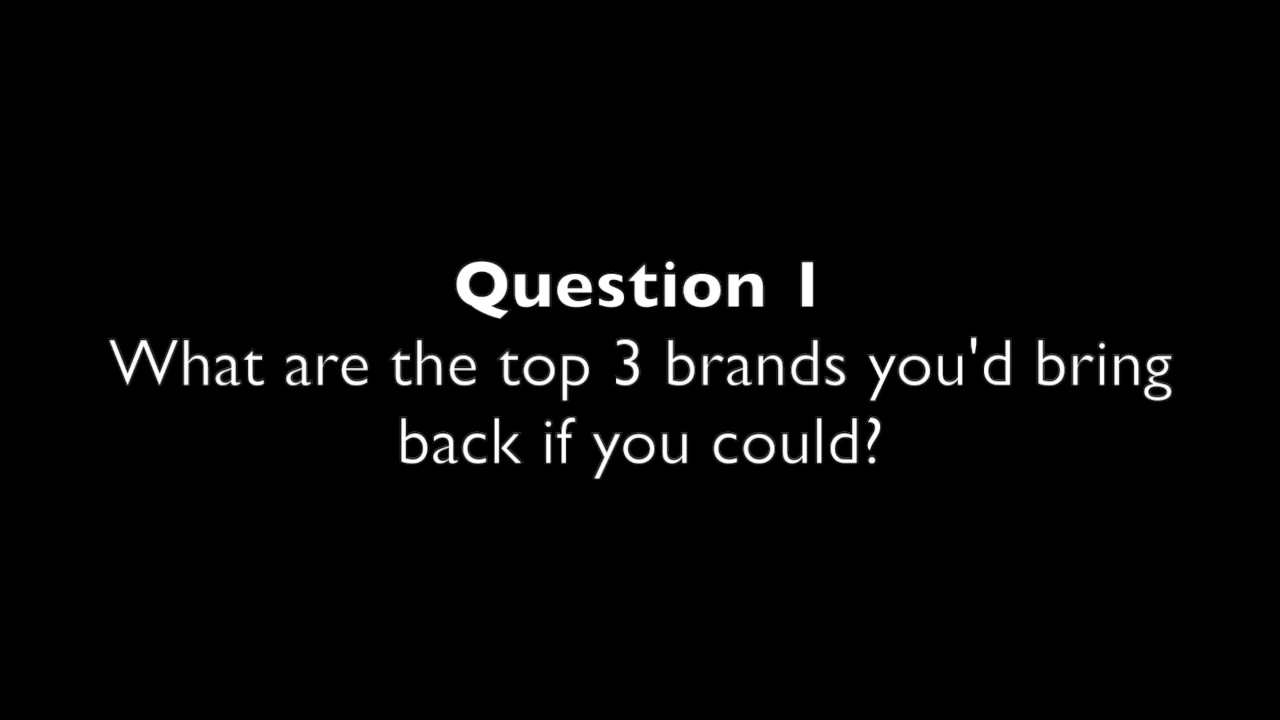 Question 1
What are the top 3 brands you'd bring
back if you could?